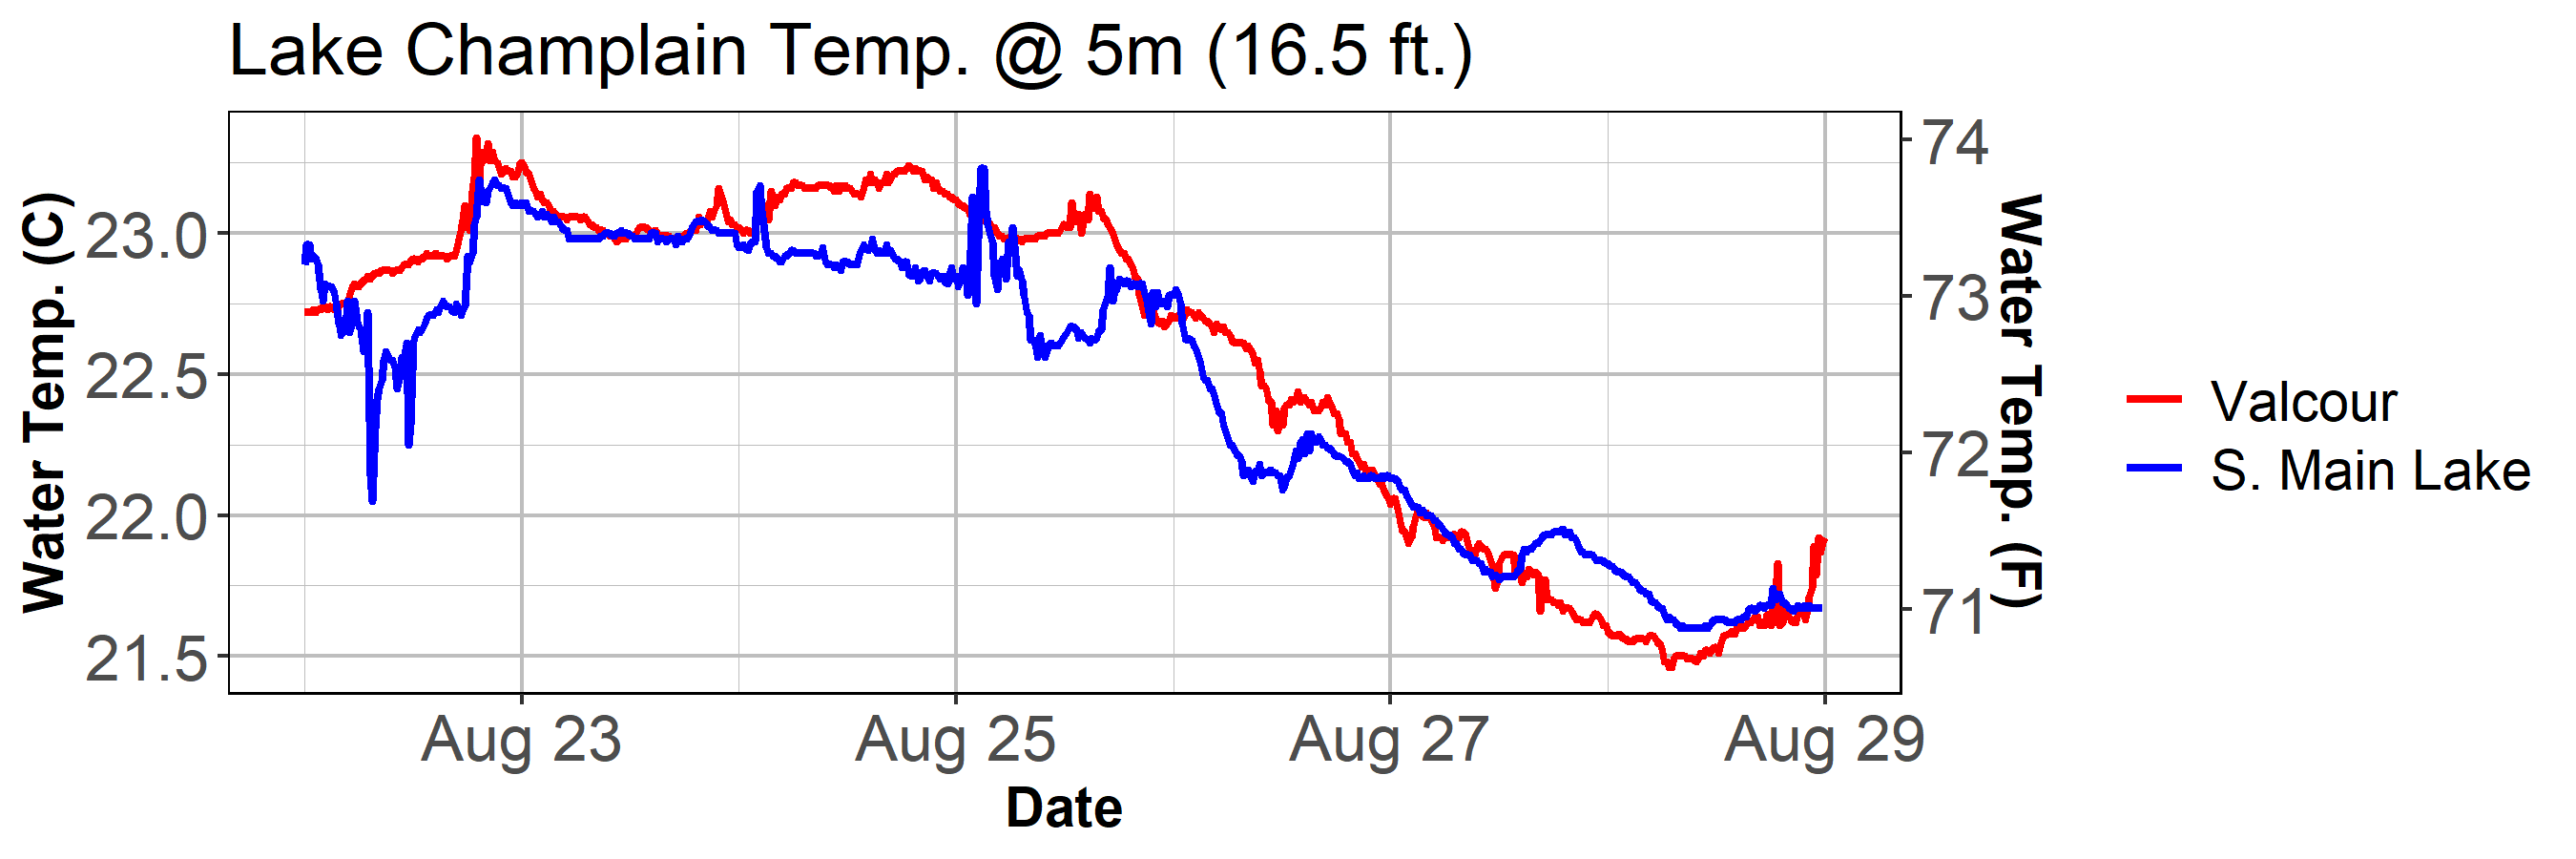 Lake Champlain Temp. @ 5m (16.5 ft.)
Water Temp. (C)
23.0
22.5
22.0
21.5
74
73
72
71
Water Temp. (F)
Aug 23
Aug 25
Aug 27
Aug 29
Date
Valcour
S. Main Lake